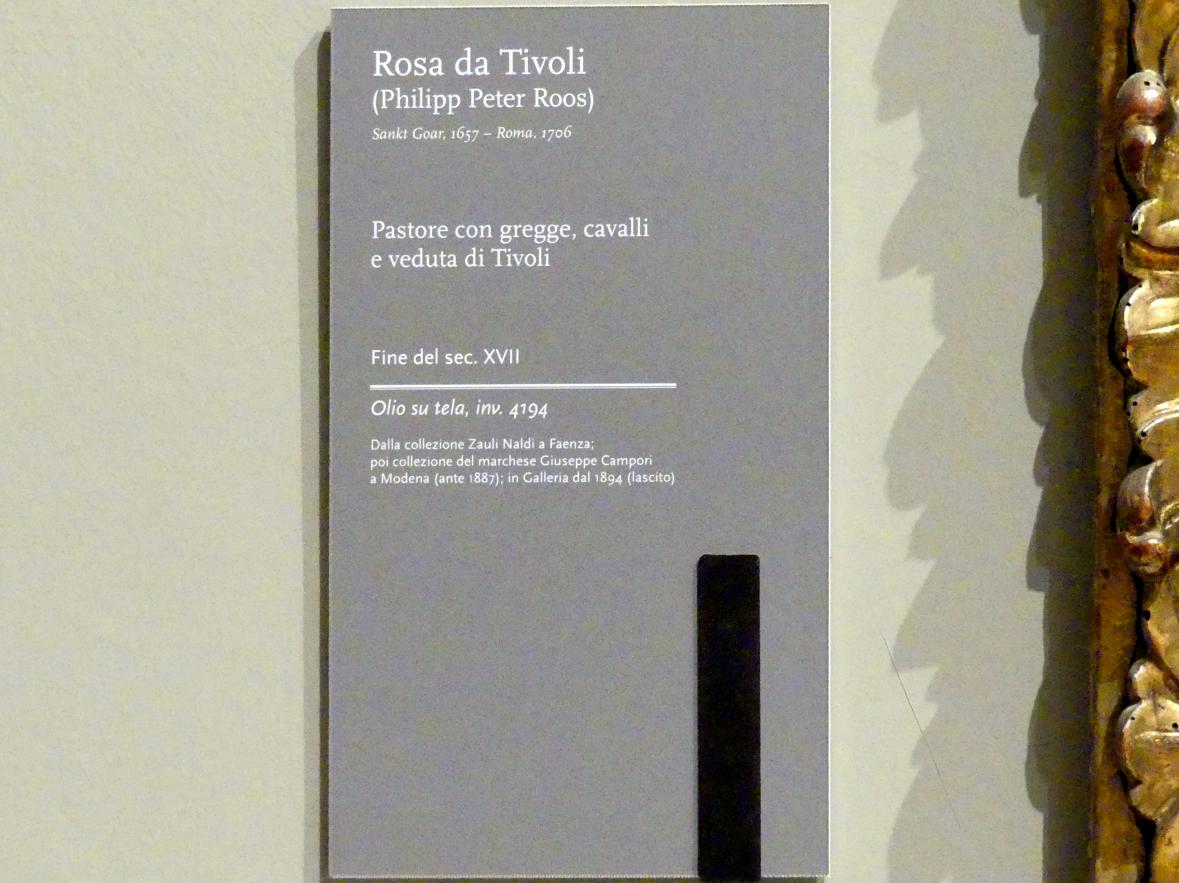 Rosa da Tivoli
(Philipp Peter Roos)
Sankt Goar, 1657 – Roma, 1706
Pastore con gregge, cavalli
e veduta di Tivoli
Fine del sec. XVII
Olio su tela, inv. 4194
Dalla collezione Zauli Naldi a Faenza;
poi collezione del marchese Giuseppe Campori
a Modena (ante 1887); in Galleria dal 1894 (lascito)